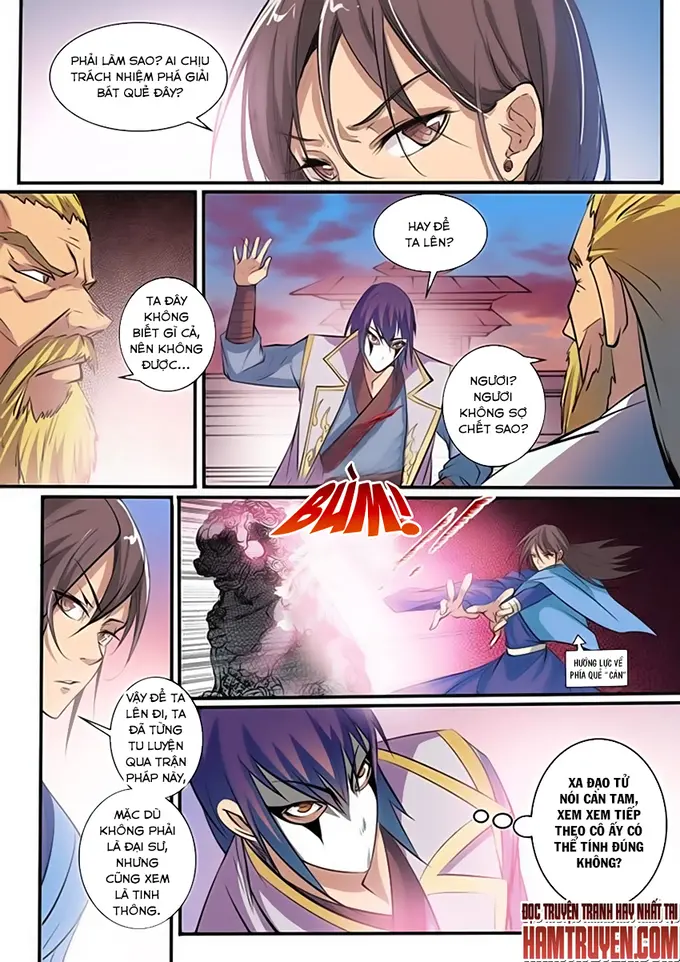 PHẢI LÀM SAO? AI CHỊU
TRÁCH NHIỆM PHÁ GIẢI
BÁT QUẺ ĐÂY?
HAY ĐỂ
TA LÊN?
TA ĐÂY
KHÔNG
BIẾT GÌ CẢ,
NÊN KHÔNG
ĐƯỢC...
NGƯƠI?
NGƯƠI
KHÔNG SỢ
CHẾT SAO?
BÙM!
HƯỚNG LỰC VỀ
PHÍA QUẺ "CẤN"
VẬY ĐỂ TA
LÊN ĐI, TA
ĐÃ TỪNG
TU LUYỆN
QUA TRẬN
PHÁP NÀY,
MẶC DÙ
KHÔNG PHẢI
LÀ ĐẠI SƯ,
NHƯNG
CŨNG XEM
LÀ TINH
THÔNG.
XA ĐẠO TỬ
NÓI CẤN TAM,
XEM XEM TIẾP
THEO CÔ ẤY CÓ
THỂ TÍNH ĐÚNG
KHÔNG?
ĐỌC TRUYỆN TRANH HAY NHẤT TẠI
HAMTRUYEN.COM